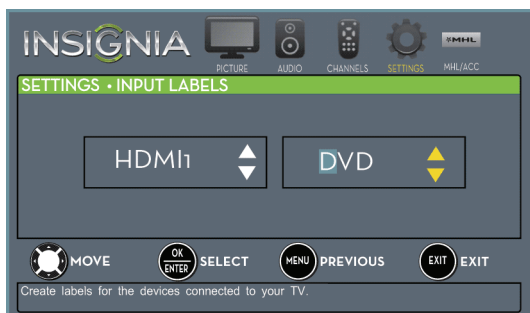 INSIGNIA
PICTURE AUDIO CHANNELS SETTINGS MHL MHL/ACC
SETTINGS • INPUT LABELS
HDMI1 DVD
MOVE OK ENTER SELECT MENU PREVIOUS EXIT EXIT
Create labels for the devices connected to your TV.